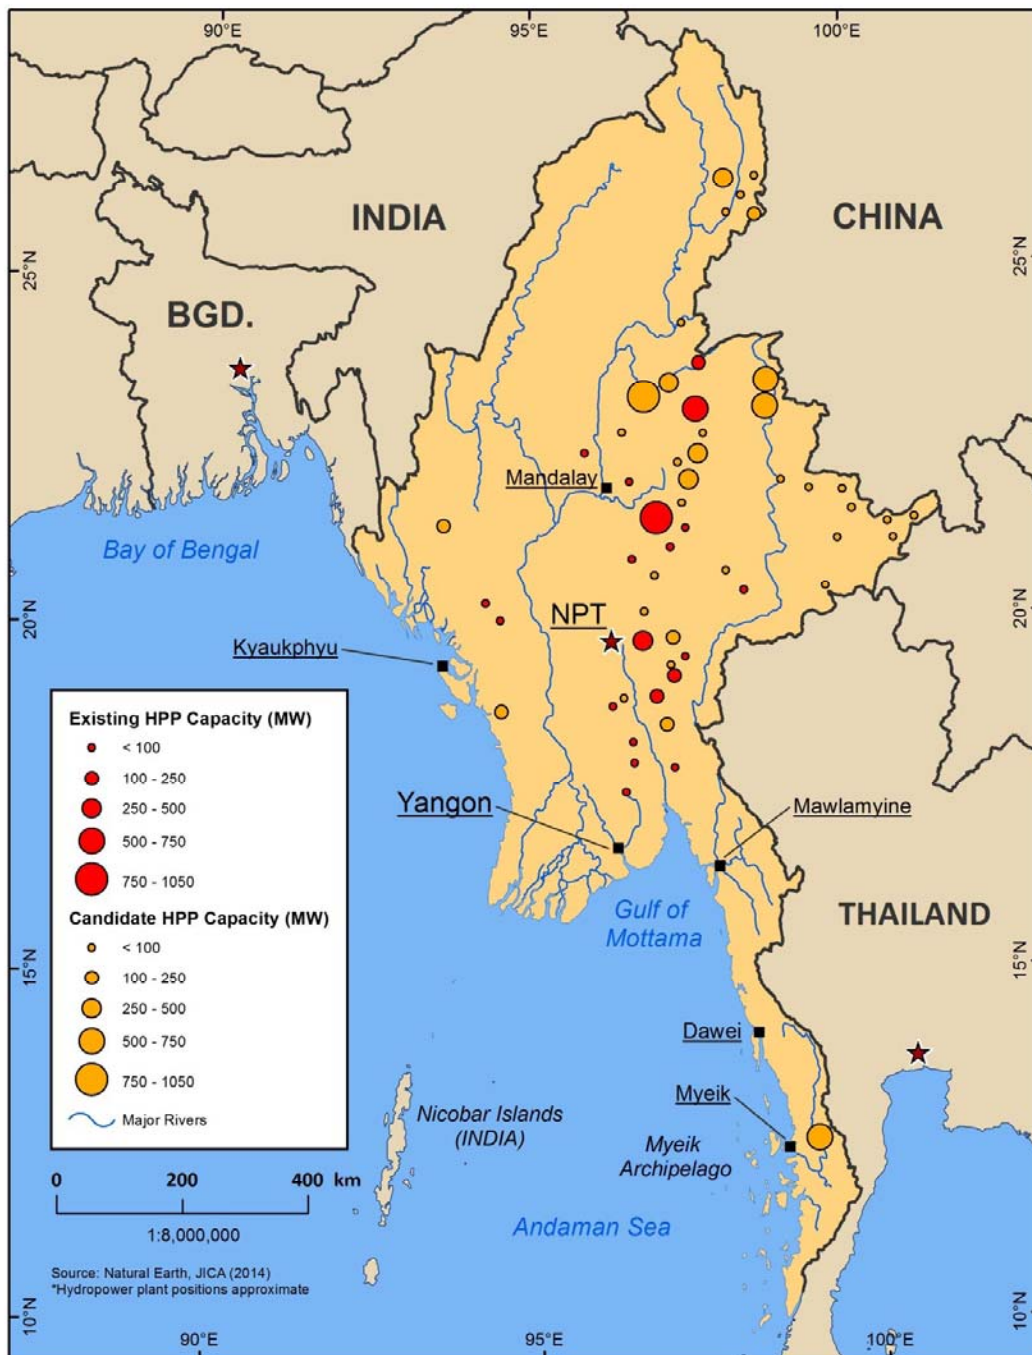 90°E
95°E
100°E
INDIA
CHINA
25°N
25°N
BGD.
Mandalay
Bay of Bengal
20°N
NPT
20°N
Kyaukphyu
Existing HPP Capacity (MW)
< 100
100 - 250
250 - 500
500 - 750
750 - 1050
Candidate HPP Capacity (MW)
< 100
100 - 250
250 - 500
500 - 750
750 - 1050
Major Rivers
Yangon
Mawlamyine
Gulf of
Mottama
THAILAND
15°N
15°N
Dawei
Myeik
Nicobar Islands
(INDIA)
Myeik
Archipelago
0 200 400 km
1:8,000,000
Andaman Sea
Source: Natural Earth, JICA (2014)
*Hydropower plant positions approximate
10°N
10°N
90°E
95°E
100°E